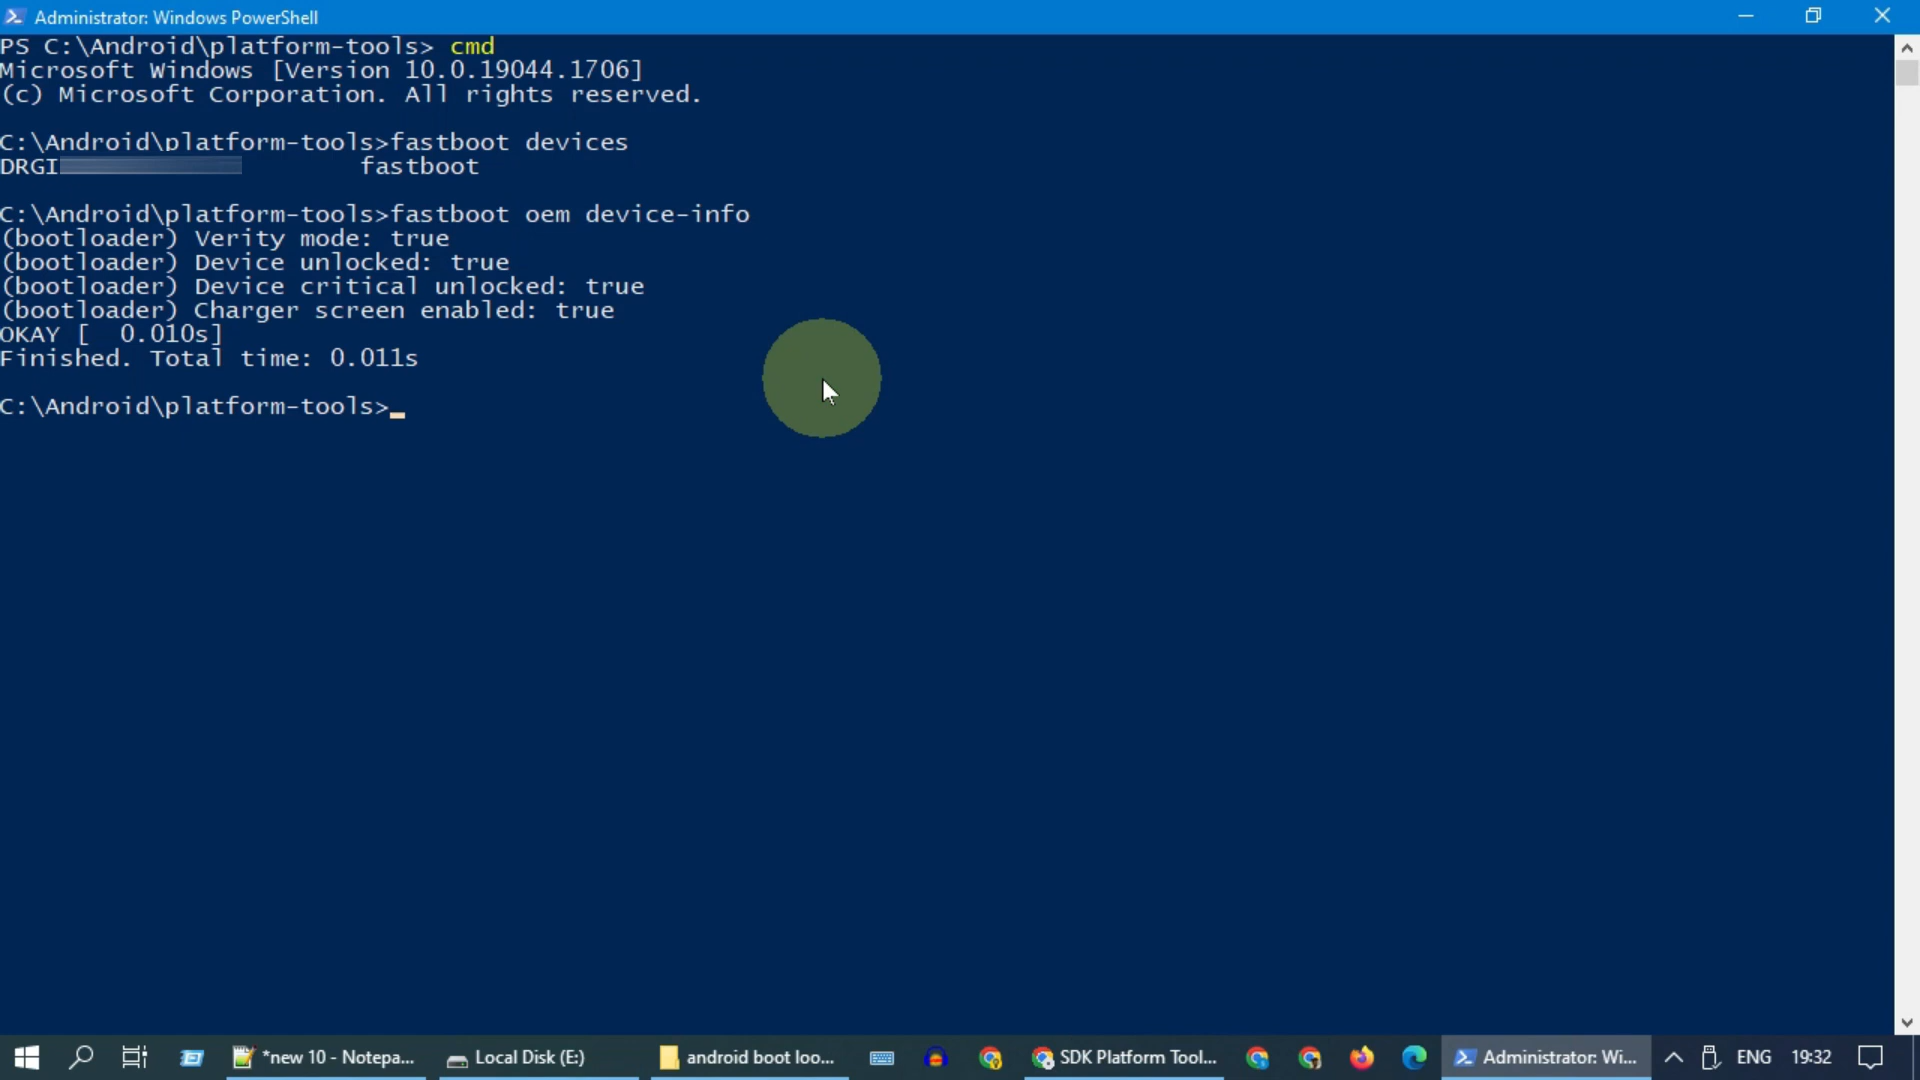 Administrator: Windows PowerShell
PS C:\Android\platform-tools> cmd
Microsoft Windows [Version 10.0.19044.1706]
(c) Microsoft Corporation. All rights reserved.
C:\Android\platform-tools>fastboot devices
DRGI fastboot
C:\Android\platform-tools>fastboot oem device-info
(bootloader) Verity mode: true
(bootloader) Device unlocked: true
(bootloader) Device critical unlocked: true
(bootloader) Charger screen enabled: true
OKAY [  0.010s]
Finished. Total time: 0.011s
C:\Android\platform-tools>_
*new 10 - Notepa... Local Disk (E:) android boot loo... SDK Platform Tool... Administrator: Wi... ENG 19:32